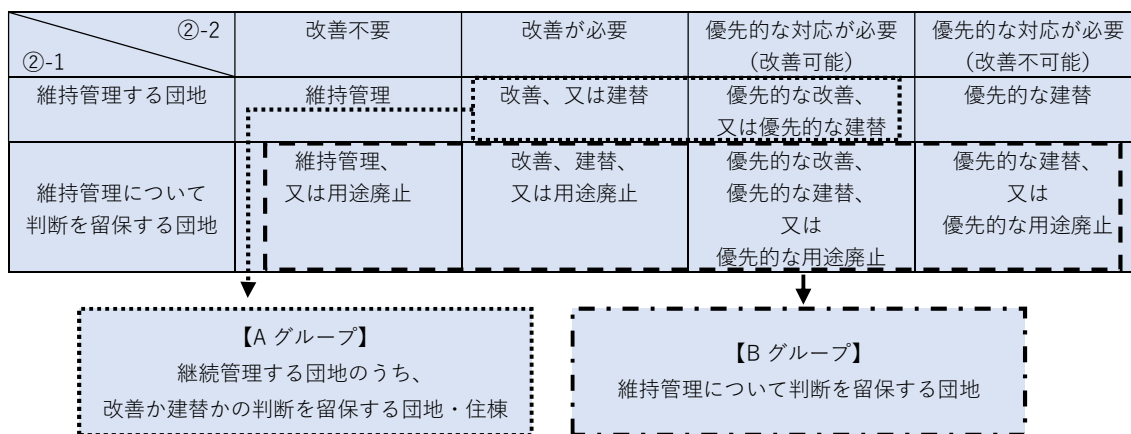 ②-2
②-1
改善不要
改善が必要
優先的な対応が必要
（改善可能）
優先的な対応が必要
（改善不可能）
維持管理する団地
維持管理
改善、又は建替
優先的な改善、
又は優先的な建替
優先的な建替
維持管理について
判断を留保する団地
維持管理、
又は用途廃止
改善、建替、
又は用途廃止
優先的な改善、
優先的な建替、
又は
優先的な用途廃止
優先的な建替、
又は
優先的な用途廃止
【A グループ】
継続管理する団地のうち、
改善か建替かの判断を留保する団地・住棟
【B グループ】
維持管理について判断を留保する団地